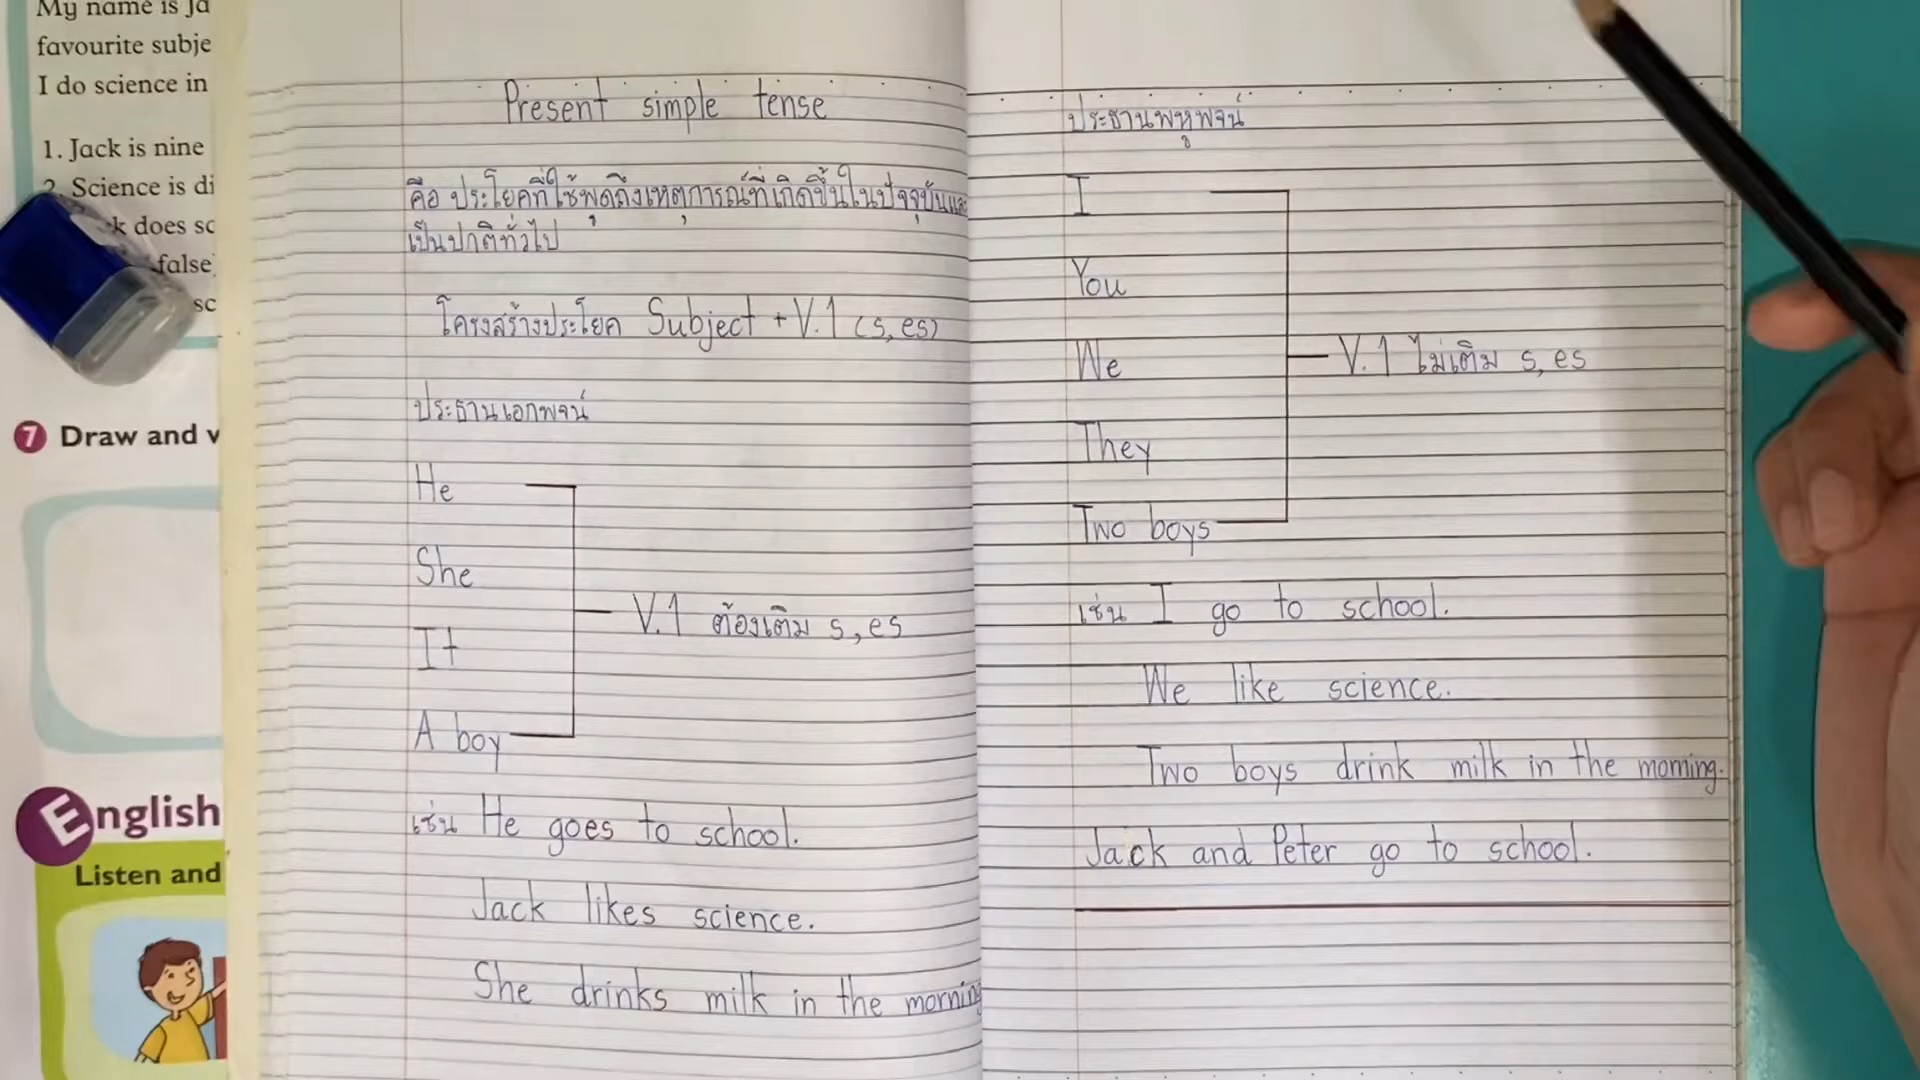 My name is Ja
favourite subje
I do science in
1. Jack is nine
2. Science is di
k does sc
false
sc
7 Draw and w
English
Listen and
Present simple tense
คือ ประโยคที่ใช้พูดถึงเหตุการณ์ที่เกิดขึ้นในปัจจุบันและ
เป็นปกติทั่วไป
โครงสร้างประโยค Subject + V.1 (s, es)
ประธานเอกพจน์
He
She
It
A boy
V.1 ต้องเติม s, es
เช่น He goes to school.
Jack likes science.
She drinks milk in the morning
ประธานพหูพจน์
I
You
We
They
Two boys
V.1 ไม่เติม s, es
เช่น I go to school.
We like science.
Two boys drink milk in the morning.
Jack and Peter go to school.